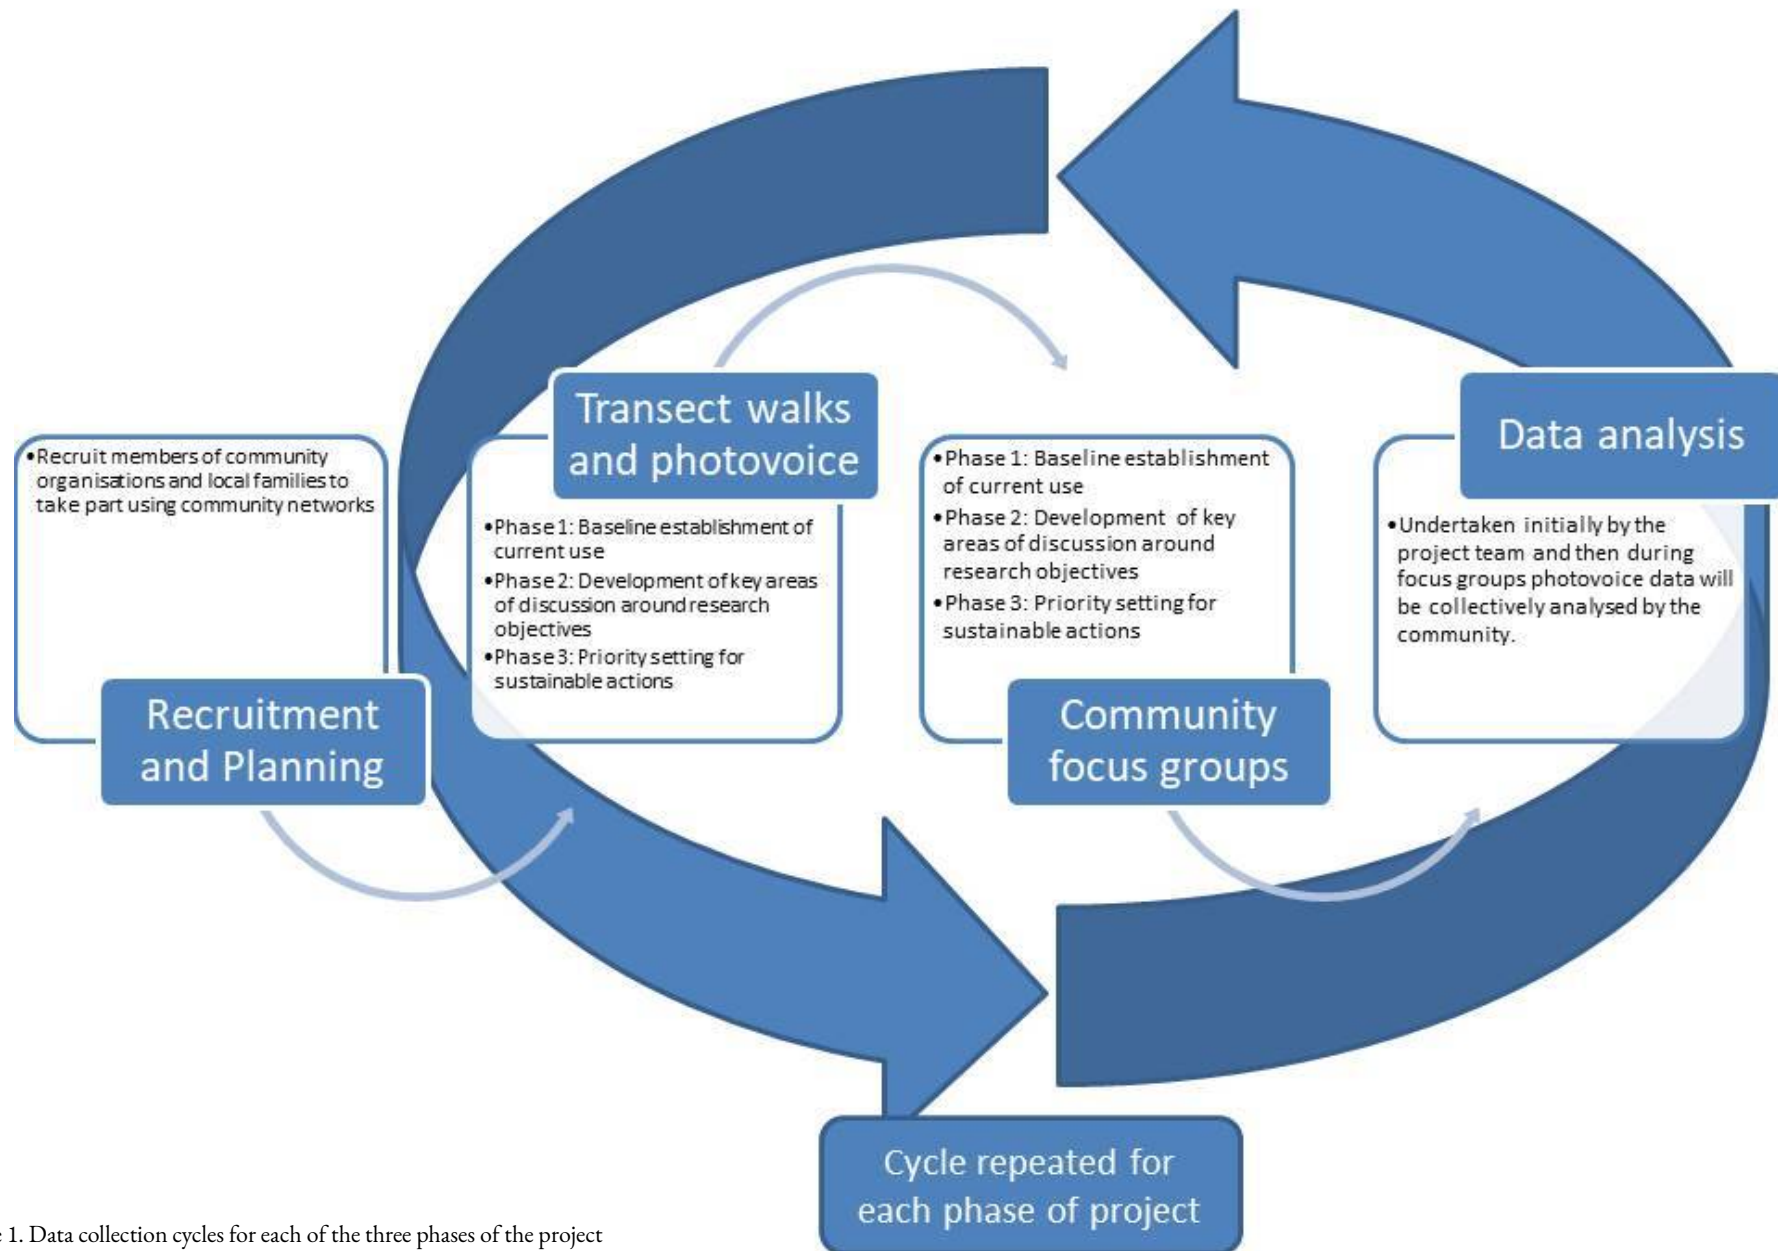 •Recruit members of community
organisations and local families to
take part using community networks
Recruitment
and Planning
Transect walks
and photovoice
•Phase 1: Baseline establishment of
current use
•Phase 2: Development of key areas
of discussion around research
objectives
•Phase 3: Priority setting for
sustainable actions
•Phase 1: Baseline establishment
of current use
•Phase 2: Development of key
areas of discussion around
research objectives
•Phase 3: Priority setting for
sustainable actions
Community
focus groups
Data analysis
•Undertaken initially by the
project team and then during
focus groups photovoice data will
be collectively analysed by the
community.
Cycle repeated for
each phase of project
1. Data collection cycles for each of the three phases of the project